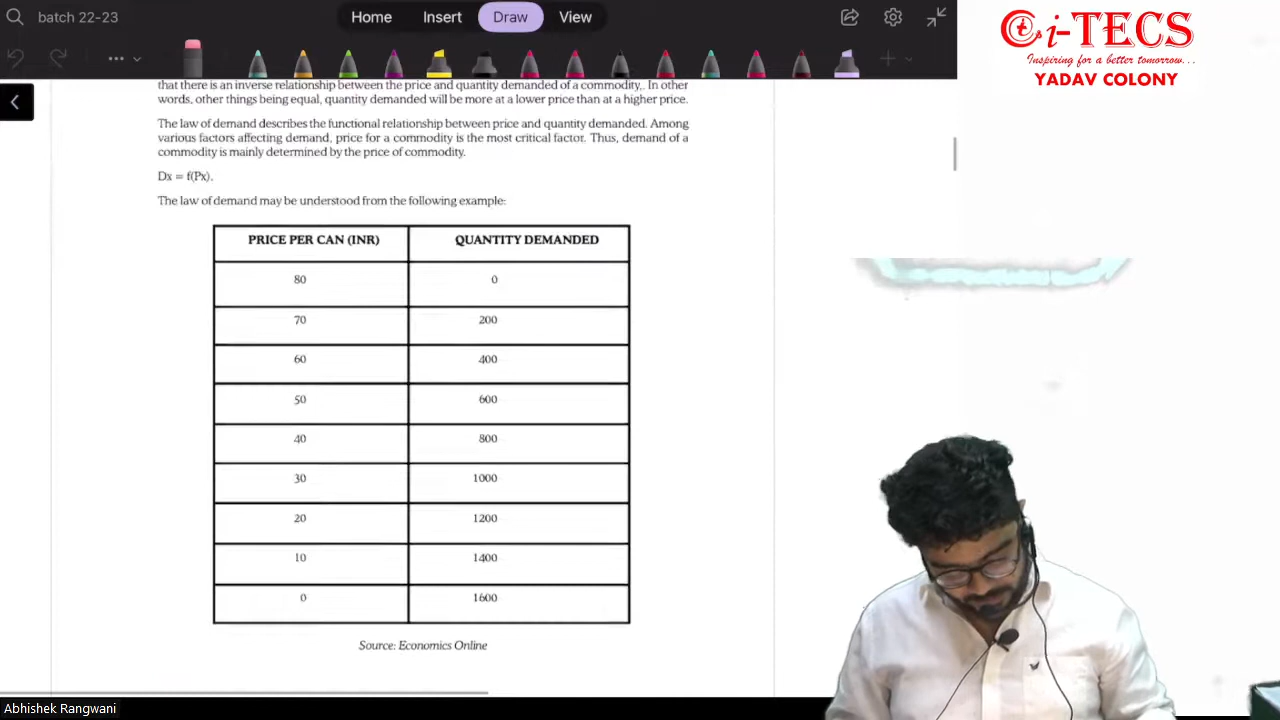 batch 22-23
Home
Insert
Draw
View
i-TECS
Inspiring for a better tomorrow...
YADAV COLONY
that there is an inverse relationship between the price and quantity demanded of a commodity,. In other
words, other things being equal, quantity demanded will be more at a lower price than at a higher price.
The law of demand describes the functional relationship between price and quantity demanded. Among
various factors affecting demand, price for a commodity is the most critical factor. Thus, demand of a
commodity is mainly determined by the price of commodity.
Dx = f(Px).
The law of demand may be understood from the following example:
PRICE PER CAN (INR) QUANTITY DEMANDED
80 0
70 200
60 400
50 600
40 800
30 1000
20 1200
10 1400
0 1600
Source: Economics Online
Abhishek Rangwani